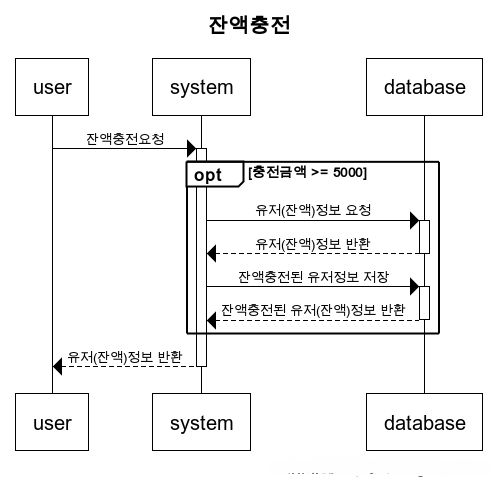 잔액충전
user system database
잔액충전요청
opt [충전금액 >= 5000]
유저(잔액)정보 요청
유저(잔액)정보 반환
잔액충전된 유저정보 저장
잔액충전된 유저(잔액)정보 반환
유저(잔액)정보 반환
user system database